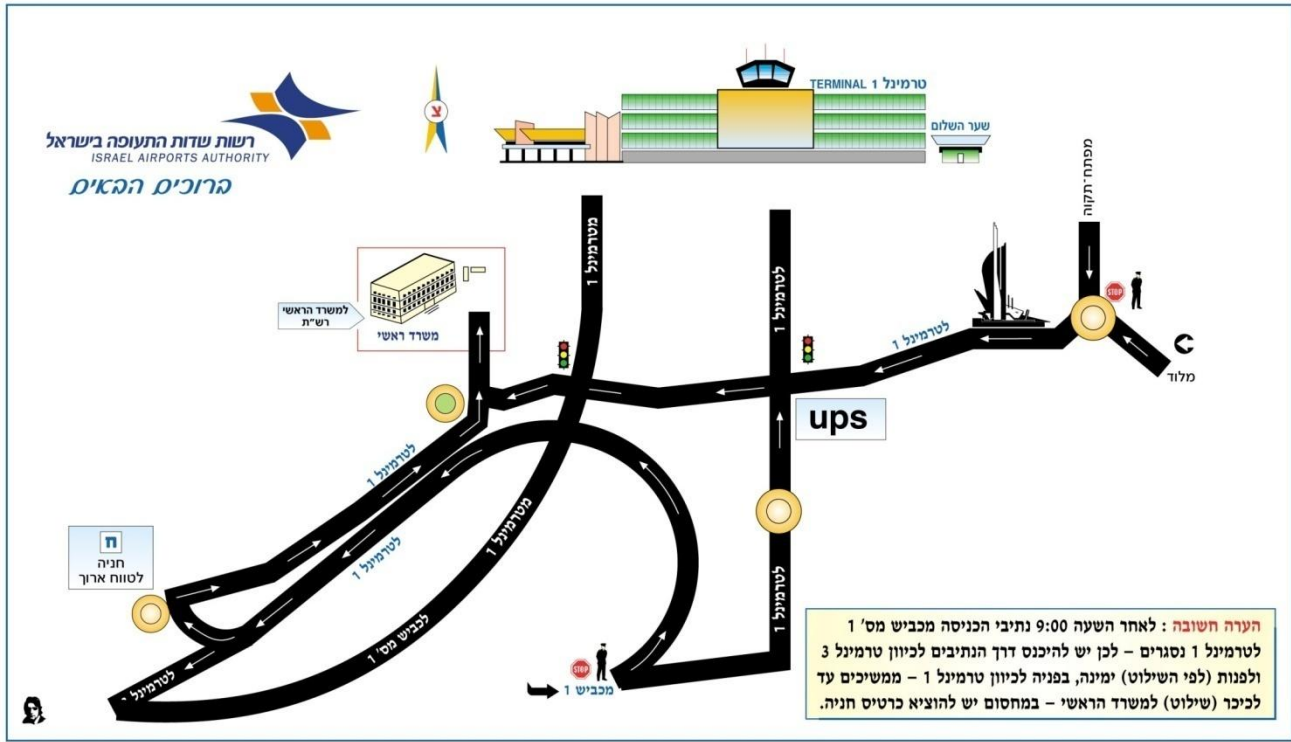 רשות שדות התעופה בישראל
ISRAEL AIRPORTS AUTHORITY
ברוכים הבאים
צ
טרמינל 1 TERMINAL
שער השלום
מפתח-תקוה
STOP
מלוד
לטרמינל 1
מטרמינל 1
לטרמינל 1
למשרד הראשי
רש"ת
משרד ראשי
ups
לטרמינל 1
לטרמינל 1
מטרמינל 1
לטרמינל 1
ח
חניה
לטווח ארוך
לכביש מס' 1
לטרמינל 1
STOP
מכביש 1
הערה חשובה : לאחר השעה 9:00 נתיבי הכניסה מכביש מס' 1
לטרמינל 1 נסגרים – לכן יש להיכנס דרך הנתיבים לכיוון טרמינל 3
ולפנות (לפי השילוט) ימינה, בפניה לכיוון טרמינל 1 – ממשיכים עד
לכיכר (שילוט) למשרד הראשי – במחסום יש להוציא כרטיס חניה.